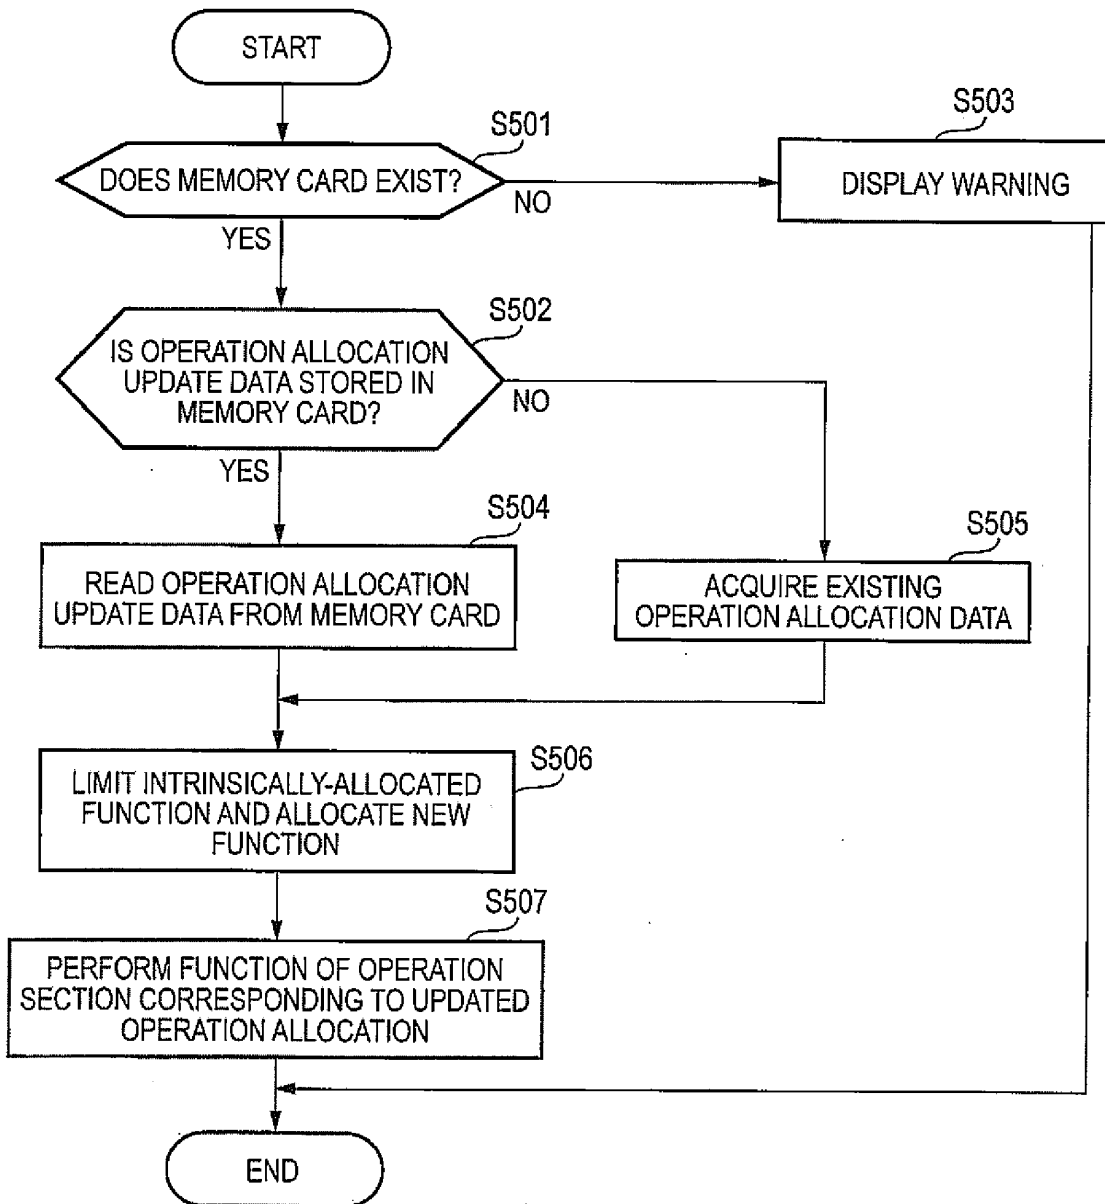 START
S501
DOES MEMORY CARD EXIST?
NO
YES
S503
DISPLAY WARNING
S502
IS OPERATION ALLOCATION
UPDATE DATA STORED IN
MEMORY CARD?
NO
YES
S504
READ OPERATION ALLOCATION
UPDATE DATA FROM MEMORY CARD
S505
ACQUIRE EXISTING
OPERATION ALLOCATION DATA
S506
LIMIT INTRINSICALLY-ALLOCATED
FUNCTION AND ALLOCATE NEW
FUNCTION
S507
PERFORM FUNCTION OF OPERATION
SECTION CORRESPONDING TO UPDATED
OPERATION ALLOCATION
END